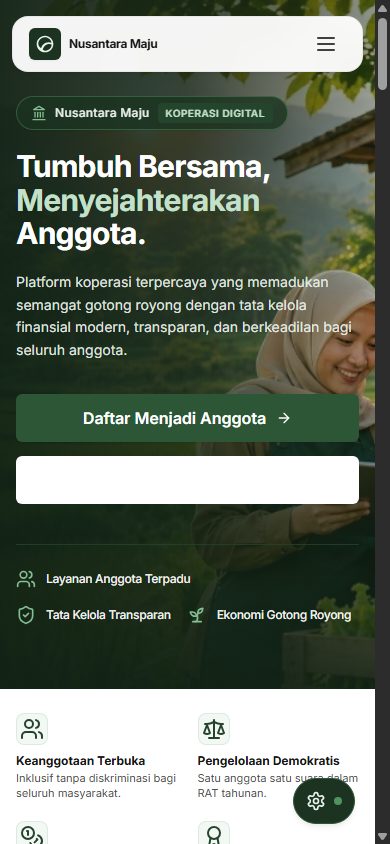 Nusantara Maju
Nusantara Maju KOPERASI DIGITAL
Tumbuh Bersama,
Menyejahterakan
Anggota.
Platform koperasi terpercaya yang memadukan
semangat gotong royong dengan tata kelola
finansial modern, transparan, dan berkeadilan bagi
seluruh anggota.
Daftar Menjadi Anggota →
Layanan Anggota Terpadu
Tata Kelola Transparan Ekonomi Gotong Royong
Keanggotaan Terbuka
Inklusif tanpa diskriminasi bagi
seluruh masyarakat.
Pengelolaan Demokratis
Satu anggota satu suara dalam
RAT tahunan.